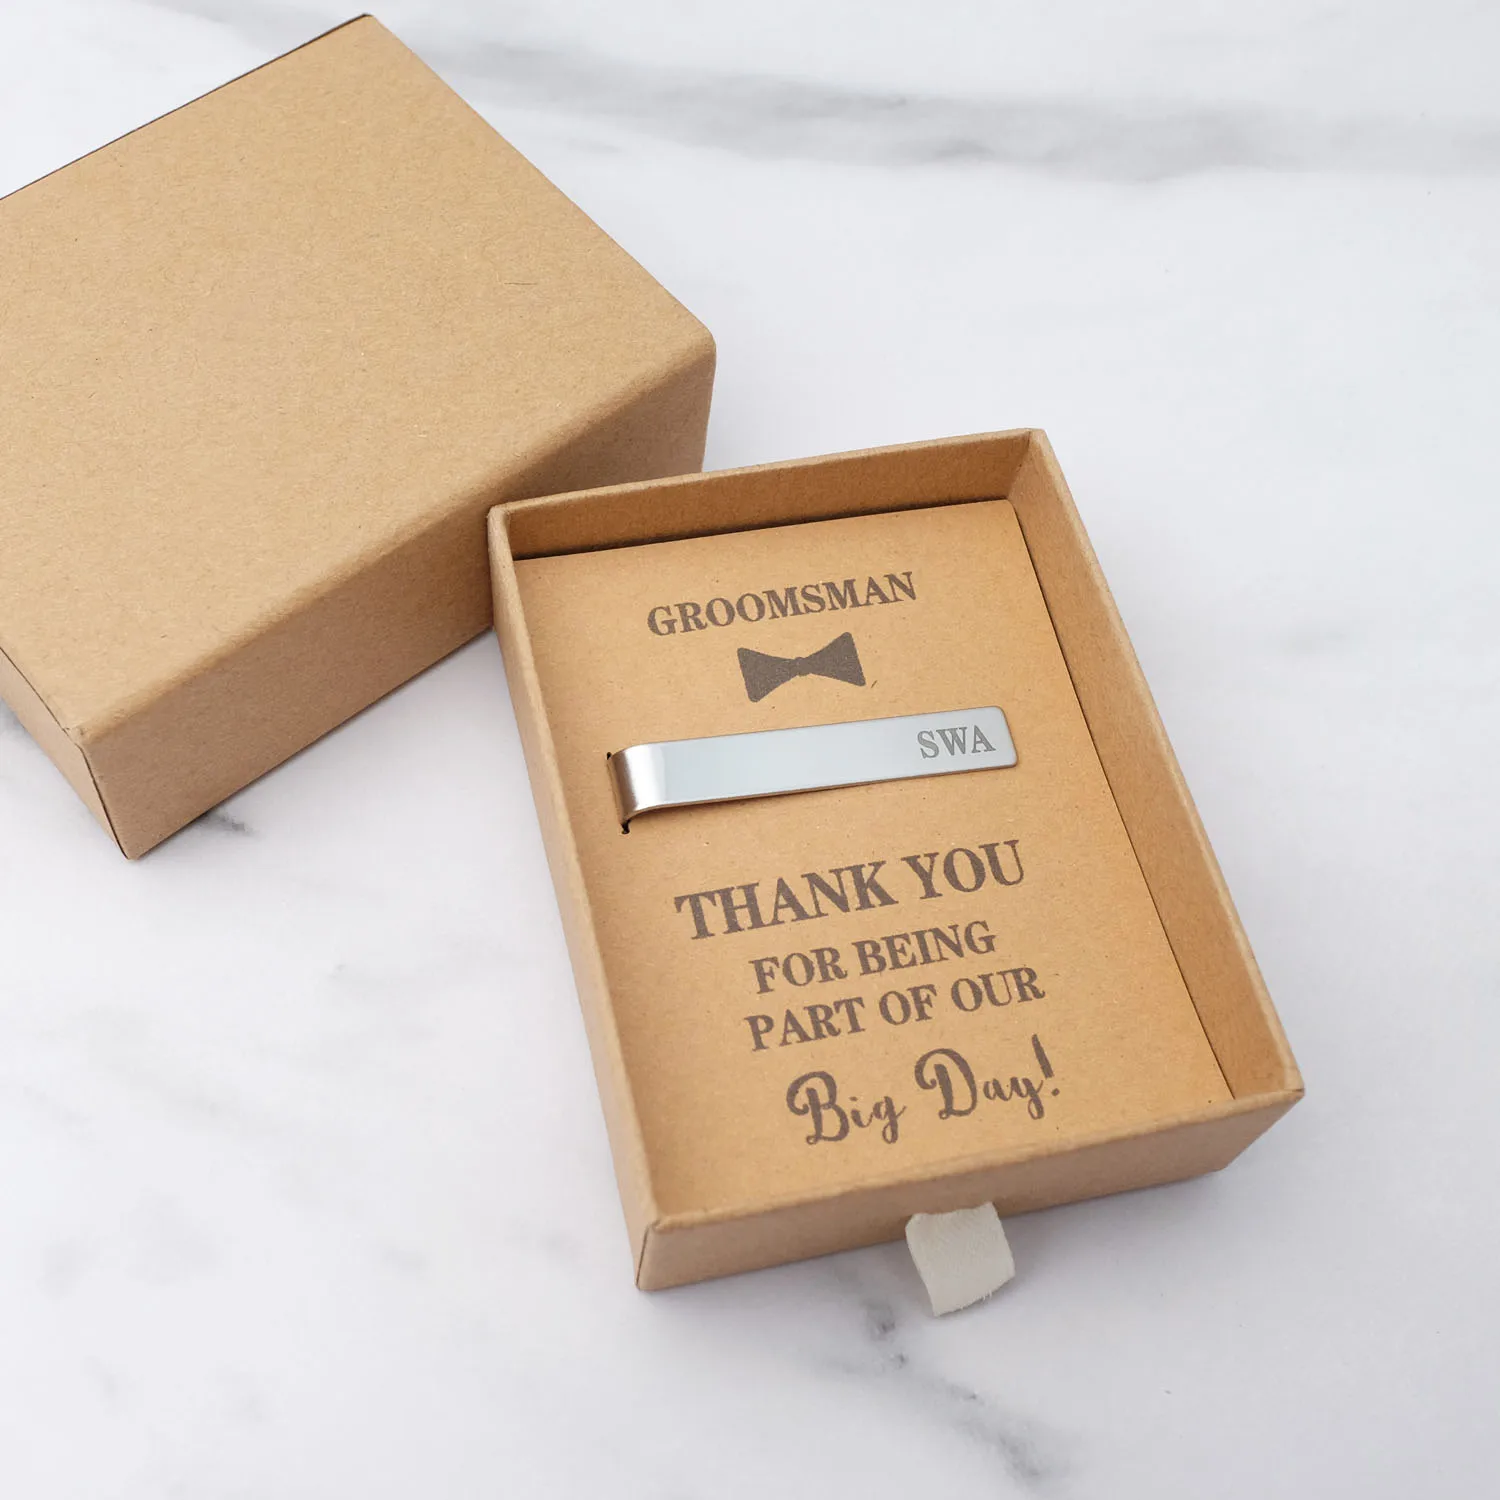 GROOMSMAN
SWA
THANK YOU
FOR BEING
PART OF OUR
Big Day!